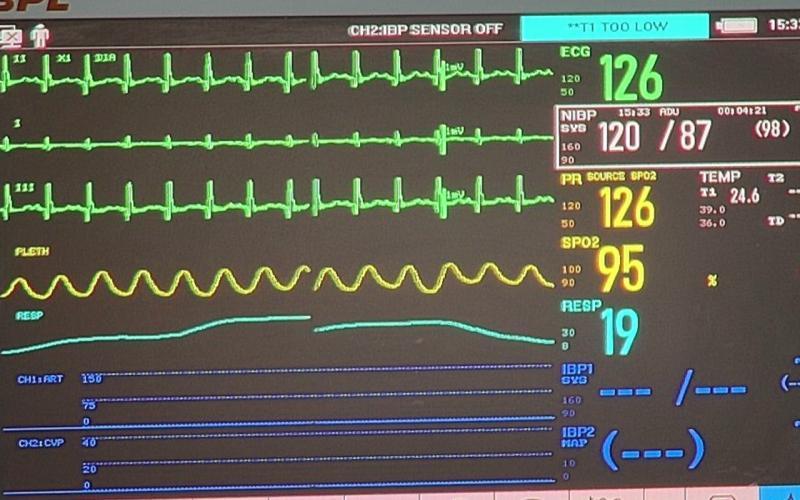 CH2:IBP SENSOR OFF **T1 TOO LOW
II X1 DIA 1mV
ECG 126
120
50
I 1mV
NIBP 15:33 ADU 00:04:21
SYS 120 / 87 (98)
160
90
III 1mV
PR SOURCE SPO2 126
120
50
TEMP T2
T1 24.6
39.0
36.0 TD
PLETH
SPO2 95 %
100
90
RESP
RESP 19
30
8
CH1:ART 150
75
0
IBP1
SYS --- / ---
160
90
CH2:CVP 40
20
0
IBP2
MAP (---)
10
0